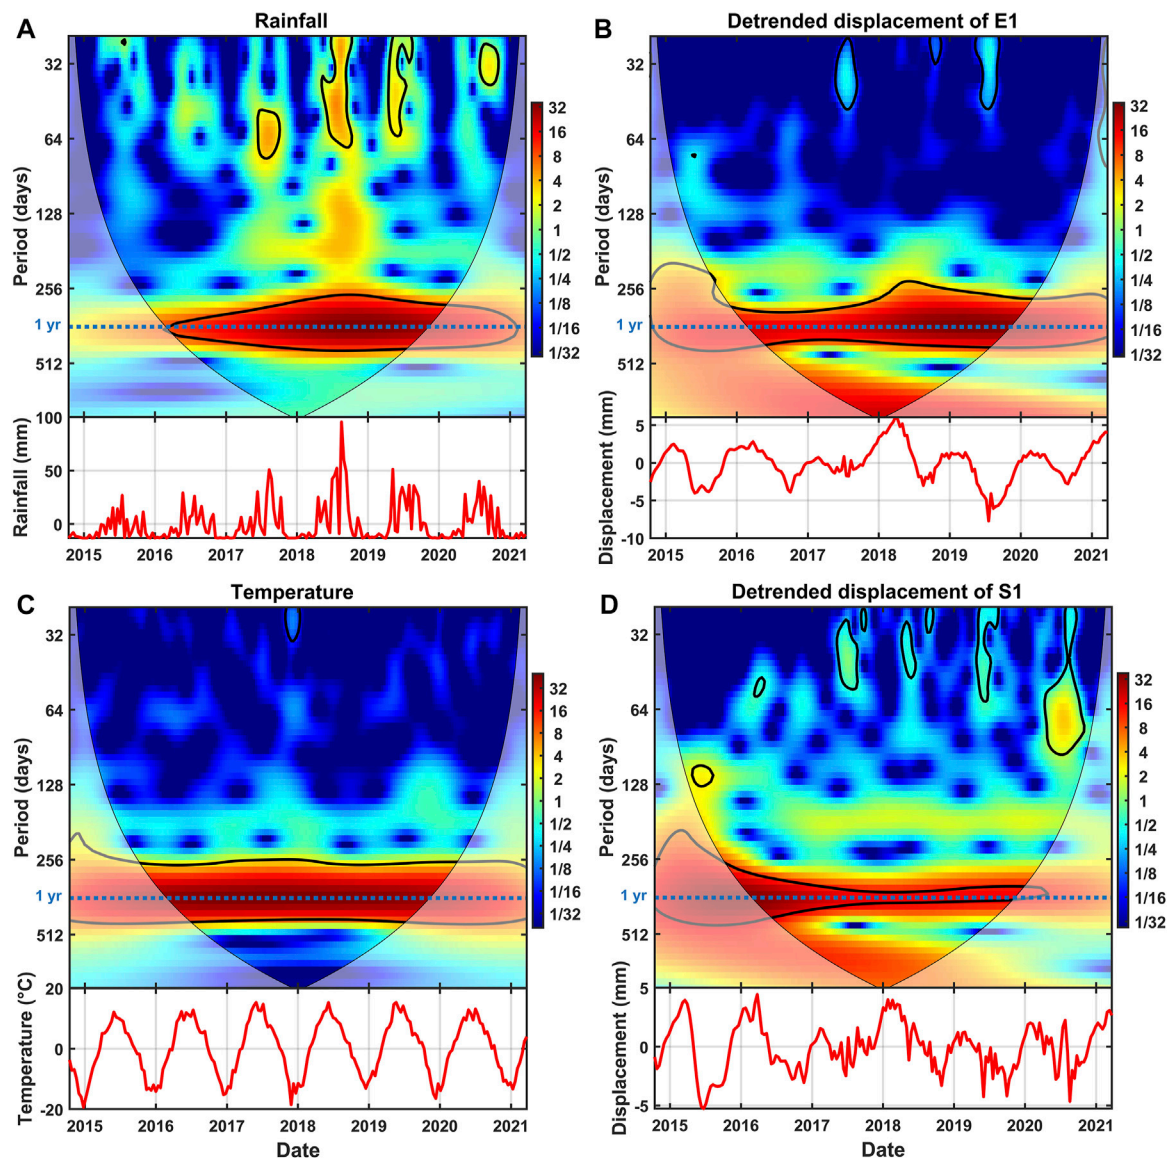 A
Rainfall
Period (days)
32
64
128
256
1 yr
512
32
16
8
4
2
1
1/2
1/4
1/8
1/16
1/32
Rainfall (mm)
100
50
0
2015 2016 2017 2018 2019 2020 2021
B
Detrended displacement of E1
Period (days)
32
64
128
256
1 yr
512
32
16
8
4
2
1
1/2
1/4
1/8
1/16
1/32
Displacement (mm)
5
0
-5
-10
2015 2016 2017 2018 2019 2020 2021
C
Temperature
Period (days)
32
64
128
256
1 yr
512
32
16
8
4
2
1
1/2
1/4
1/8
1/16
1/32
Temperature (°C)
20
0
-20
2015 2016 2017 2018 2019 2020 2021
Date
D
Detrended displacement of S1
Period (days)
32
64
128
256
1 yr
512
32
16
8
4
2
1
1/2
1/4
1/8
1/16
1/32
Displacement (mm)
5
0
-5
2015 2016 2017 2018 2019 2020 2021
Date